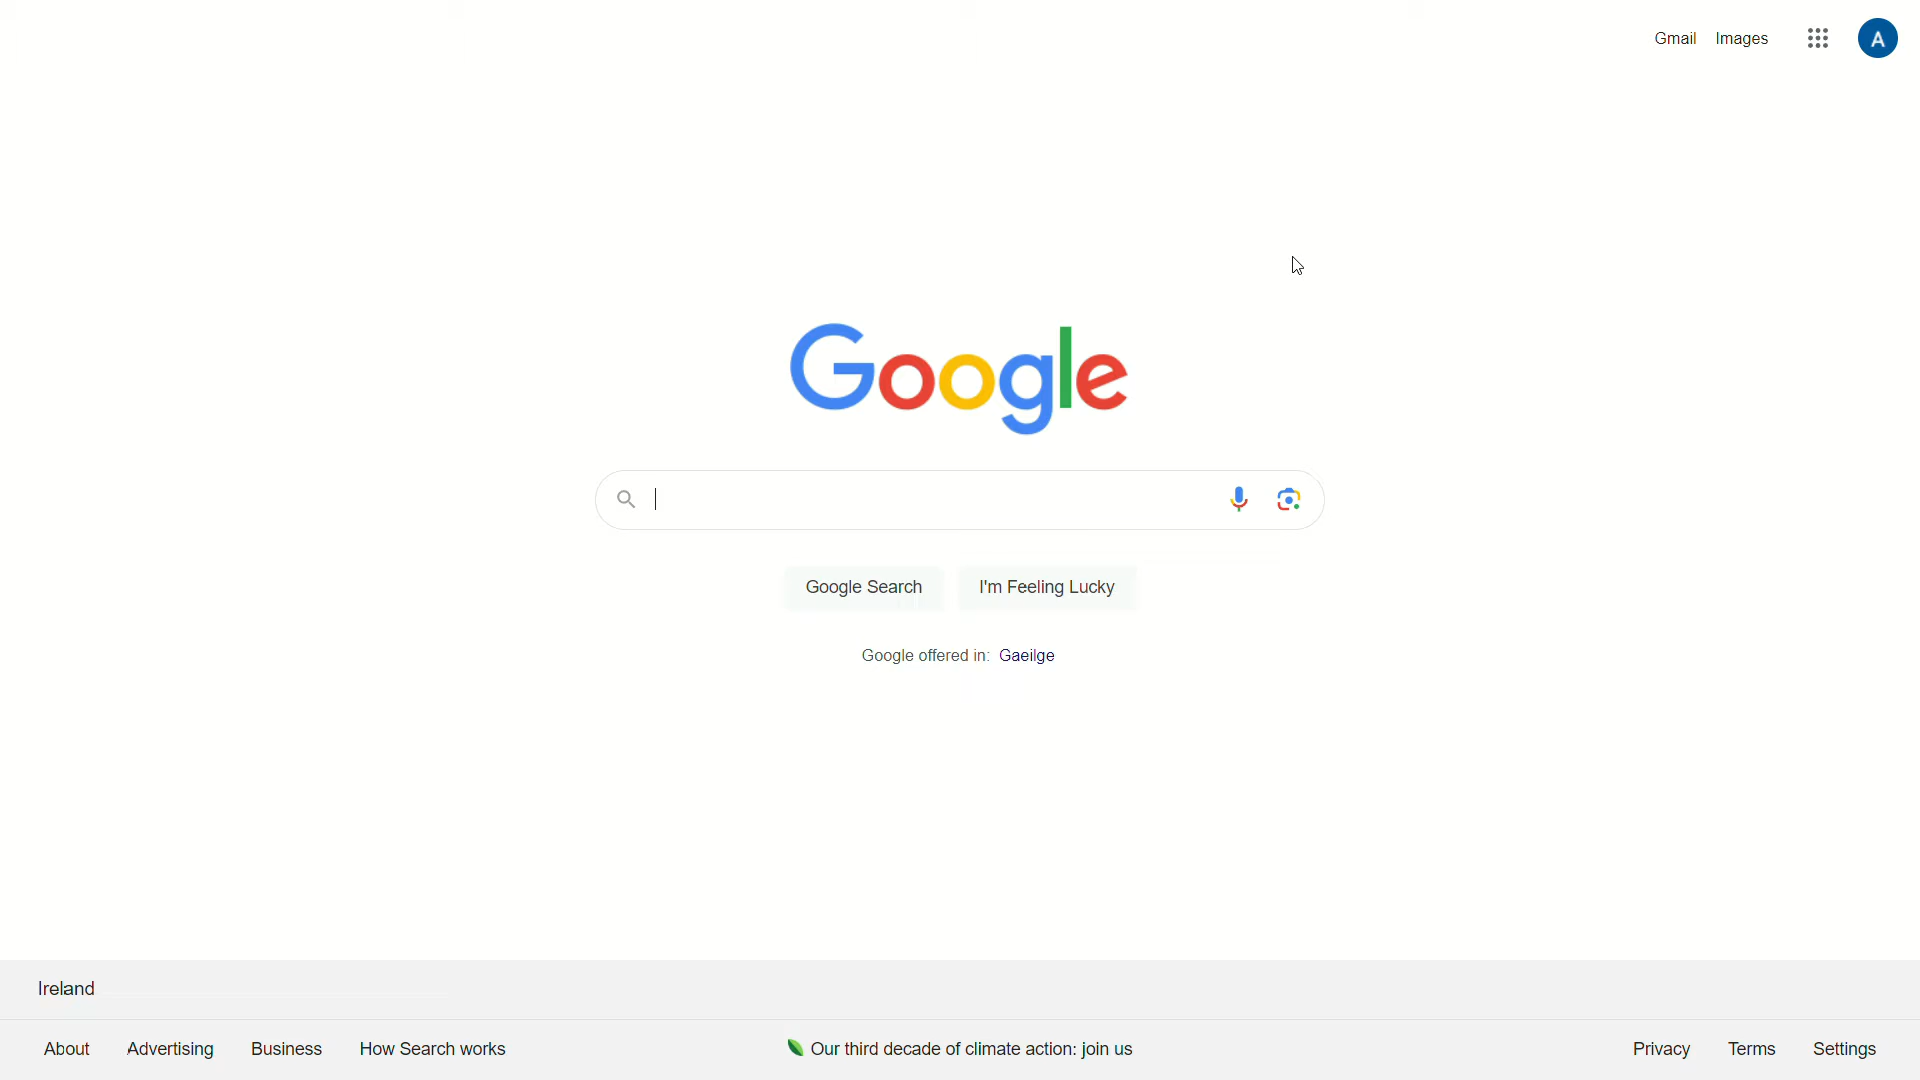 Gmail Images A
Google
Google Search I'm Feeling Lucky
Google offered in: Gaeilge
Ireland
About Advertising Business How Search works Our third decade of climate action: join us Privacy Terms Settings